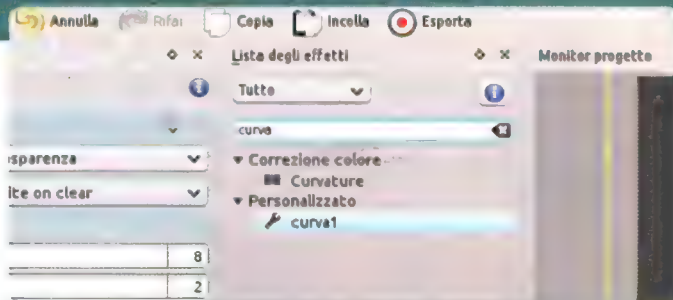 Annulla Rifai Copia Incolla Esporta
Lista degli effetti Monitor progetto
Tutto
curva
sparenza
Correzione colore
Curvature
ite on clear
Personalizzato
curva1
8
2